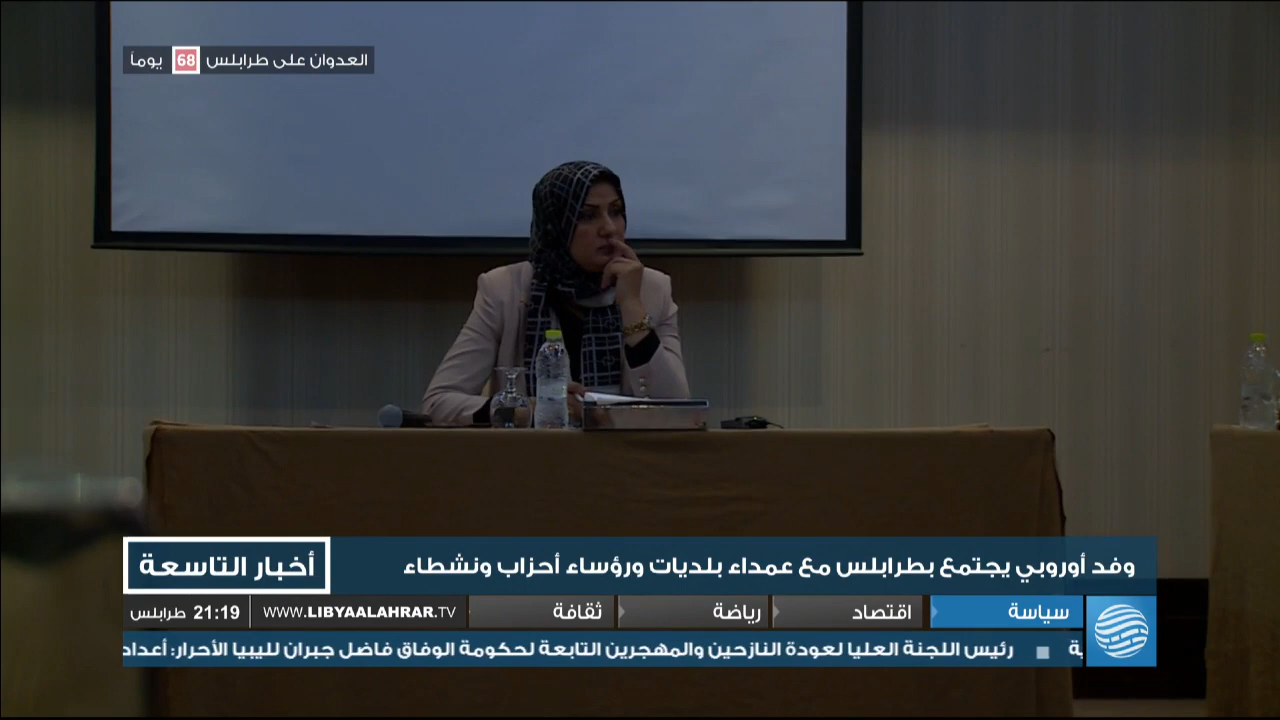 العدوان على طرابلس 68 يوماً
وفد أوروبي يجتمع بطرابلس مع عمداء بلديات ورؤساء أحزاب ونشطاء
أخبار التاسعة
سياسة اقتصاد رياضة ثقافة WWW.LIBYAALAHRAR.TV 21:19 طرابلس
ية ■ رئيس اللجنة العليا لعودة النازحين والمهجرين التابعة لحكومة الوفاق فاضل جبران لليبيا الأحرار: أعداد